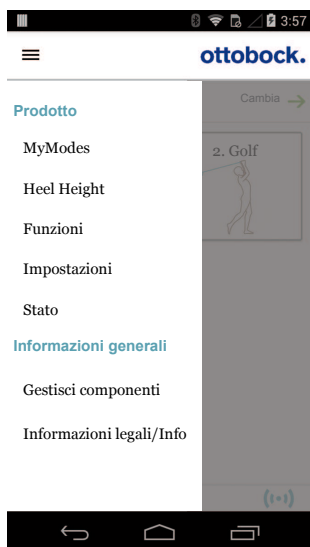 3:57
ottobock.
Cambia
Prodotto
MyModes
2. Golf
Heel Height
Funzioni
Impostazioni
Stato
Informazioni generali
Gestisci componenti
Informazioni legali/Info